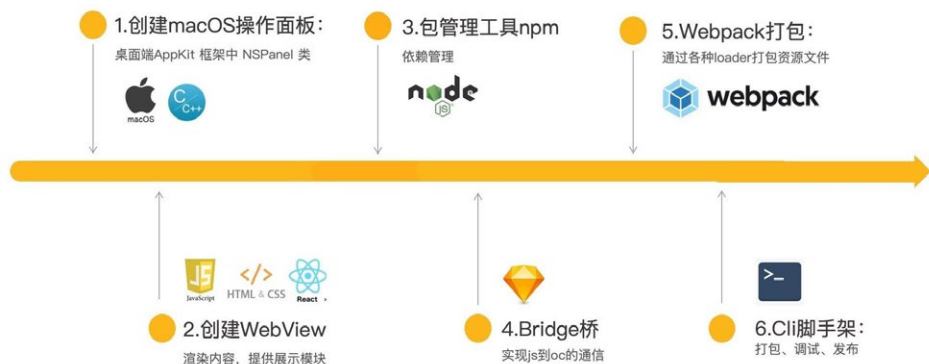 1.创建macOS操作面板：
桌面端AppKit 框架中 NSPanel 类
macOS
C
C++
3.包管理工具npm
依赖管理
node
JS
5.Webpack打包：
通过各种loader打包资源文件
webpack
JS
JavaScript
</>
HTML & CSS
React
2.创建WebView
渲染内容，提供展示模块
4.Bridge桥
实现js到oc的通信
>_
6.Cli脚手架：
打包、调试、发布